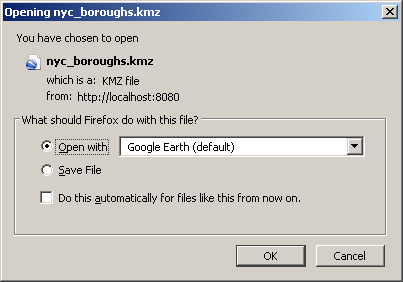 Opening nyc_boroughs.kmz
You have chosen to open
nyc_boroughs.kmz
which is a: KMZ file
from: http://localhost:8080
What should Firefox do with this file?
Open with Google Earth (default)
Save File
Do this automatically for files like this from now on.
OK Cancel